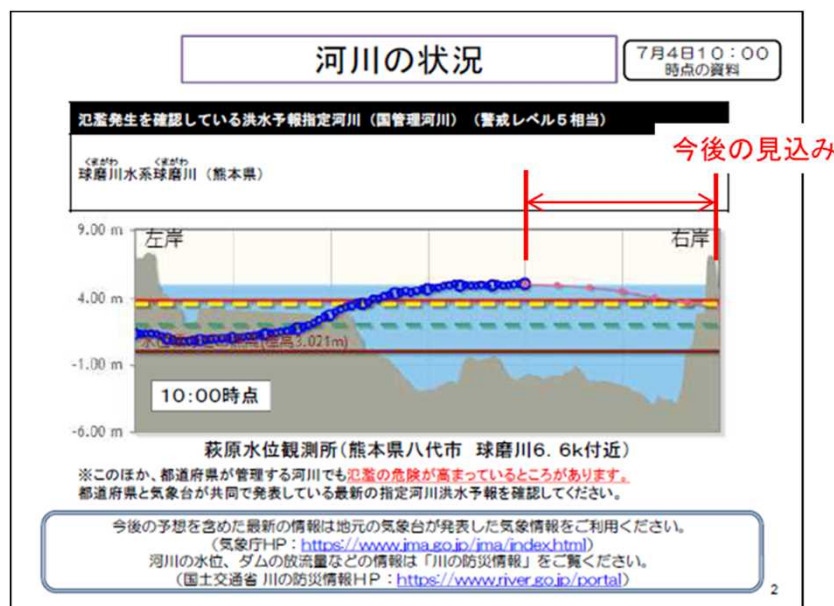 河川の状況
7月4日10:00
時点の資料
氾濫発生を確認している洪水予報指定河川(国管理河川)(警戒レベル5相当)
今後の見込み
くまがわ くまがわ
球磨川水系球磨川(熊本県)
9.00 m
左岸
右岸
4.00 m
(標高3.021m)
-1.00 m
10:00時点
-6.00 m
萩原水位観測所(熊本県八代市 球磨川6.6k付近)
※このほか、都道府県が管理する河川でも氾濫の危険が高まっているところがあります。
都道府県と気象台が共同で発表している最新の指定河川洪水予報を確認してください。
今後の予想を含めた最新の情報は地元の気象台が発表した気象情報をご利用ください。
(気象庁HP:https://www.jma.go.jp/jma/index.html)
河川の水位、ダムの放流量などの情報は「川の防災情報」をご覧ください。
(国土交通省 川の防災情報HP:https://www.river.go.jp/portal)
2